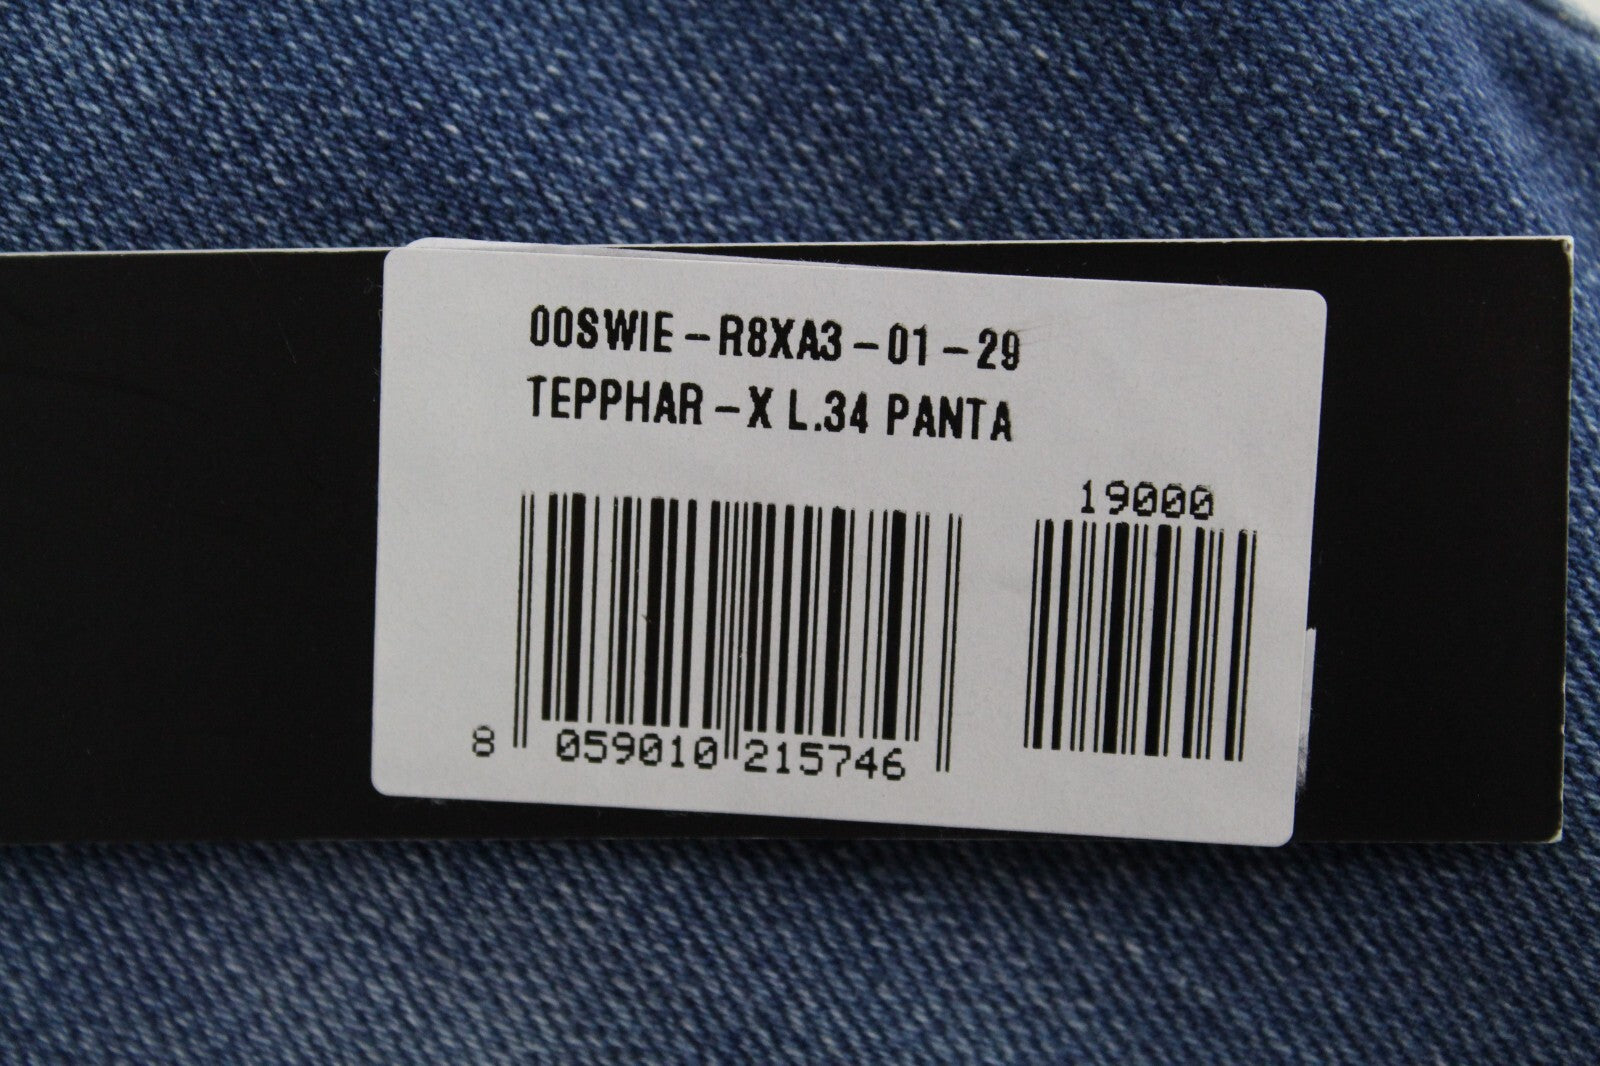 00SWIE-R8XA3-01-29
TEPPHAR-X L.34 PANTA
19000
8 059010 215746